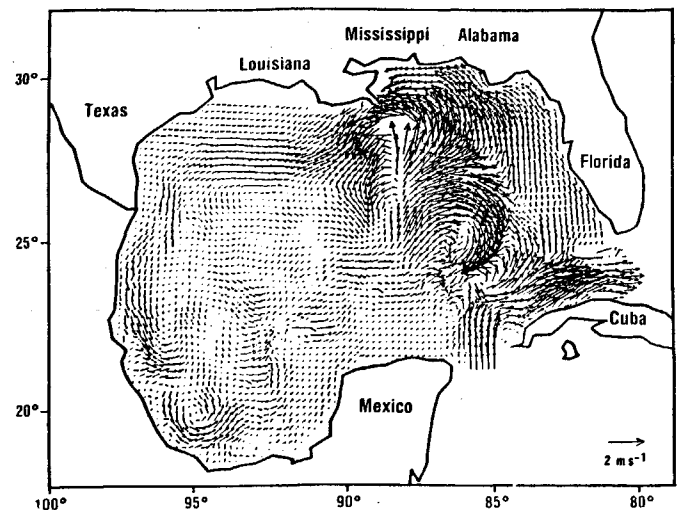 Mississippi Alabama
Louisiana
30°
Texas
Florida
25°
Cuba
20°
Mexico
2 ms⁻¹
100° 95° 90° 85° 80°